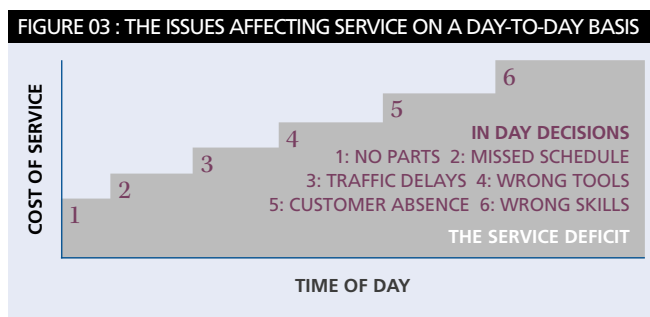 FIGURE 03 : THE ISSUES AFFECTING SERVICE ON A DAY-TO-DAY BASIS
COST OF SERVICE
6
5
4
3
2
1
IN DAY DECISIONS
1: NO PARTS 2: MISSED SCHEDULE
3: TRAFFIC DELAYS 4: WRONG TOOLS
5: CUSTOMER ABSENCE 6: WRONG SKILLS
THE SERVICE DEFICIT
TIME OF DAY